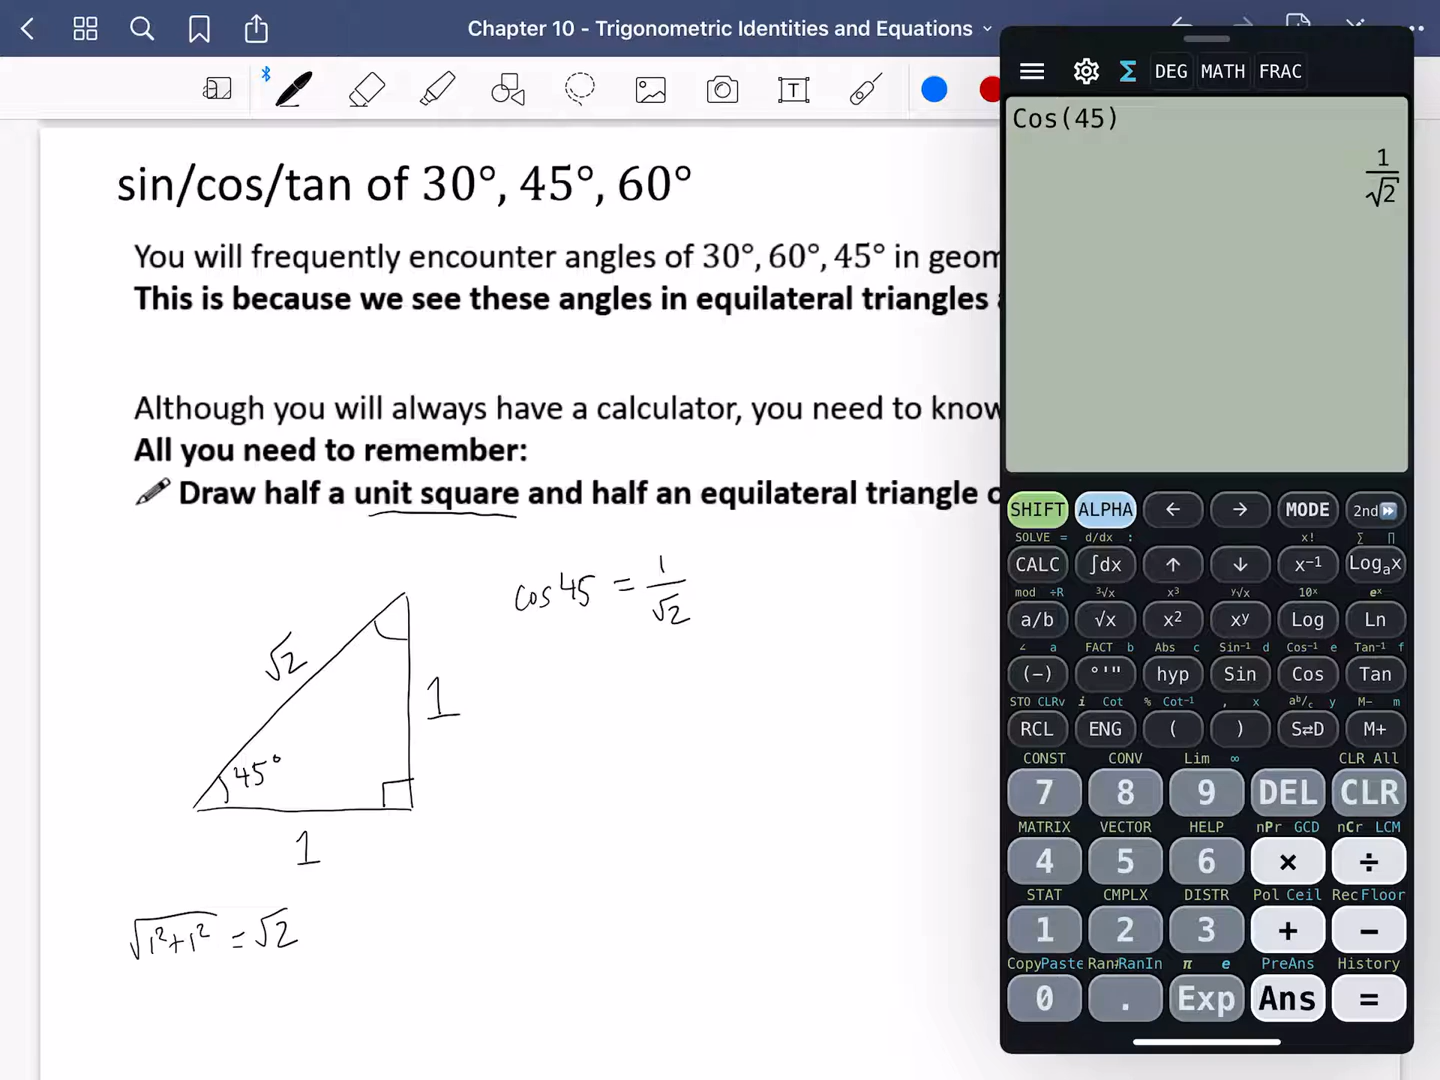 Chapter 10 - Trigonometric Identities and Equations
sin/cos/tan of 30°, 45°, 60°
You will frequently encounter angles of 30°, 60°, 45° in geom
This is because we see these angles in equilateral triangles
Although you will always have a calculator, you need to know
All you need to remember:
Draw half a unit square and half an equilateral triangle o
cos 45 = 1/√2
√2
1
45°
1
√1²+1² = √2
DEG MATH FRAC
Cos(45)
1/√2
SHIFT ALPHA ← → MODE 2nd
SOLVE = d/dx : x! ∑ ∏
CALC ∫dx ↑ ↓ x⁻¹ Logₐx
mod ÷R ³√x x³ ʸ√x 10ˣ eˣ
a/b √x x² xʸ Log Ln
∠ a FACT b Abs c Sin⁻¹ d Cos⁻¹ e Tan⁻¹ f
(−) °'" hyp Sin Cos Tan
STO CLRv i Cot % Cot⁻¹ , x aᵇ/c y M− m
RCL ENG ( ) S⇄D M+
CONST CONV Lim ∞ CLR All
7 8 9 DEL CLR
MATRIX VECTOR HELP nPr GCD nCr LCM
4 5 6 × ÷
STAT CMPLX DISTR Pol Ceil Rec Floor
1 2 3 + −
Copy Paste Ran# RanIn π e PreAns History
0 . Exp Ans =